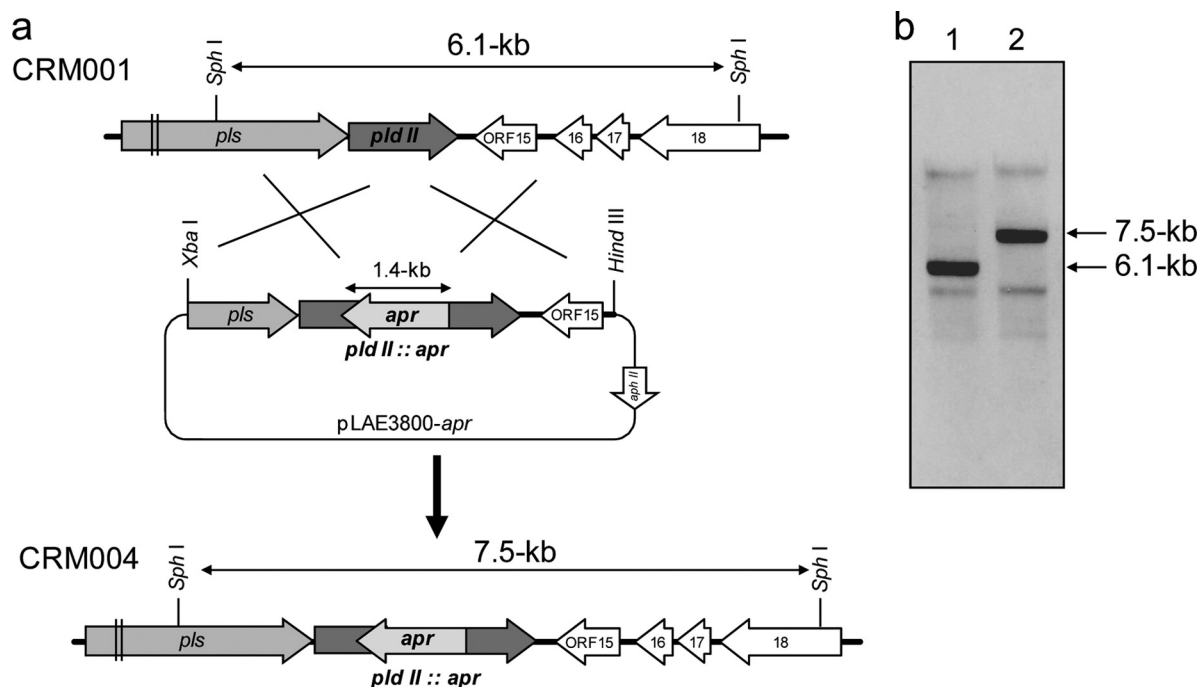 a
CRM001
Sph I
6.1-kb
Sph I
pls
pld II
ORF15
16
17
18
Xba I
Hind III
1.4-kb
pls
apr
ORF15
pld II :: apr
aph II
pLAE3800-apr
CRM004
Sph I
7.5-kb
Sph I
pls
apr
ORF15
16
17
18
pld II :: apr
b
1 2
7.5-kb
6.1-kb